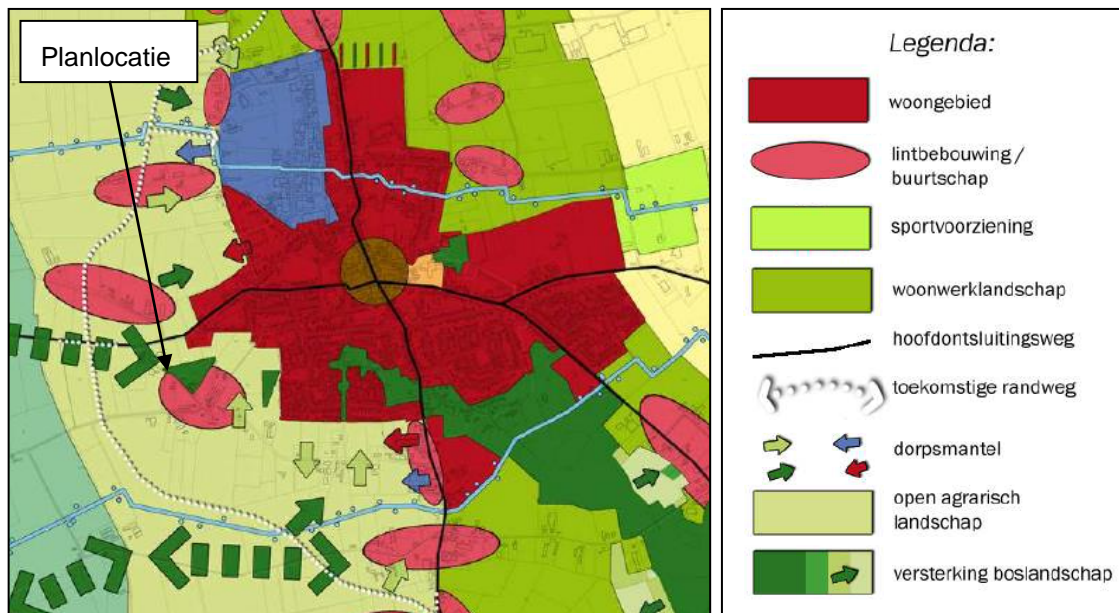 Planlocatie
Legenda:
woongebied
lintbebouwing /
buurtschap
sportvoorziening
woonwerklandschap
hoofdontsluitingsweg
toekomstige randweg
dorpsmantel
open agrarisch
landschap
versterking boslandschap